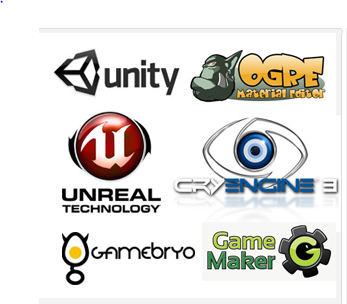 unity
OGRE
Material Editor
UNREAL
TECHNOLOGY
CRYENGINE 3
GAMEBRYO
Game
Maker